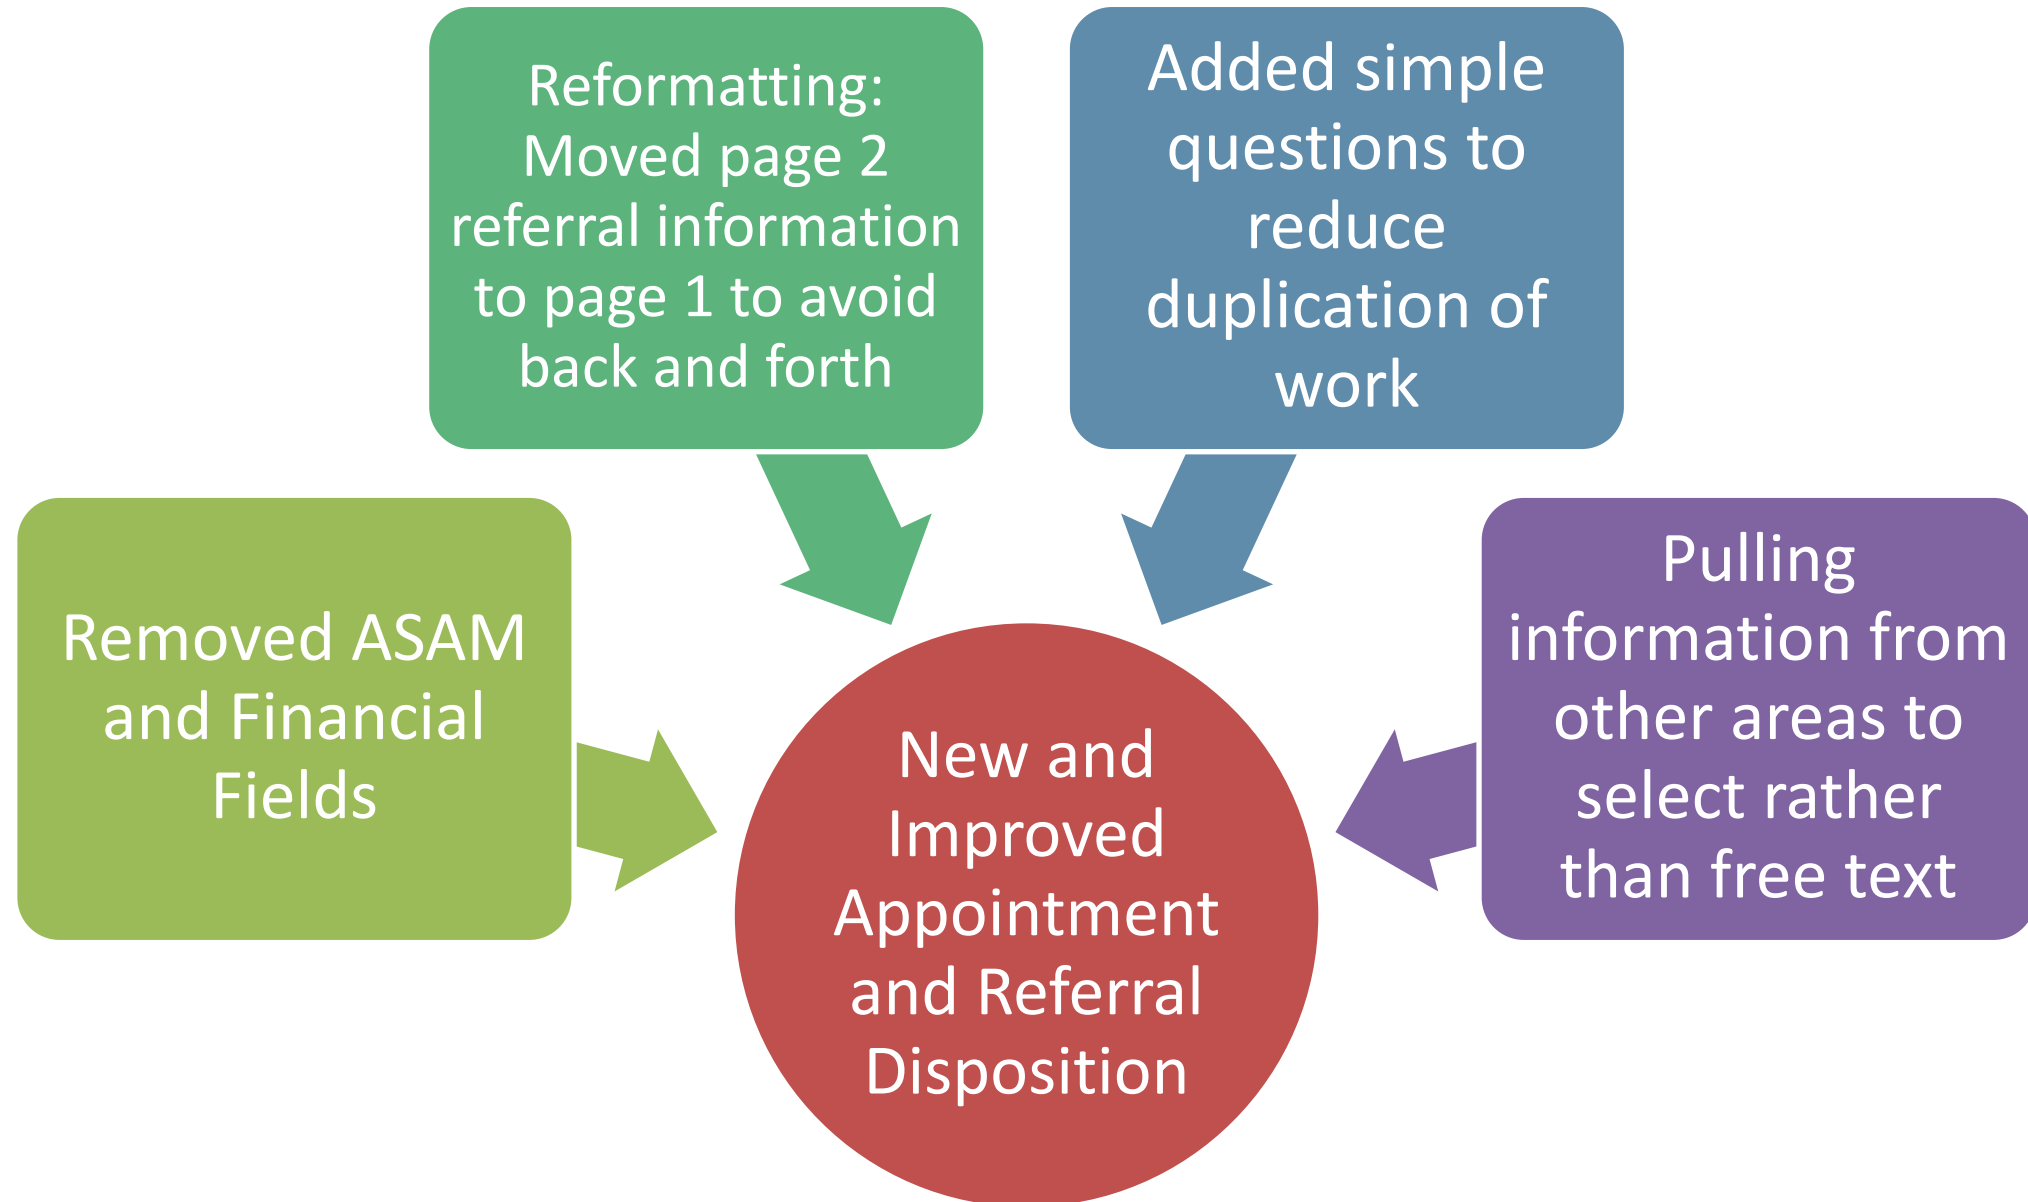 Reformatting:
Moved page 2
referral information
to page 1 to avoid
back and forth
Added simple
questions to
reduce
duplication of
work
Removed ASAM
and Financial
Fields
Pulling
information from
other areas to
select rather
than free text
New and
Improved
Appointment
and Referral
Disposition